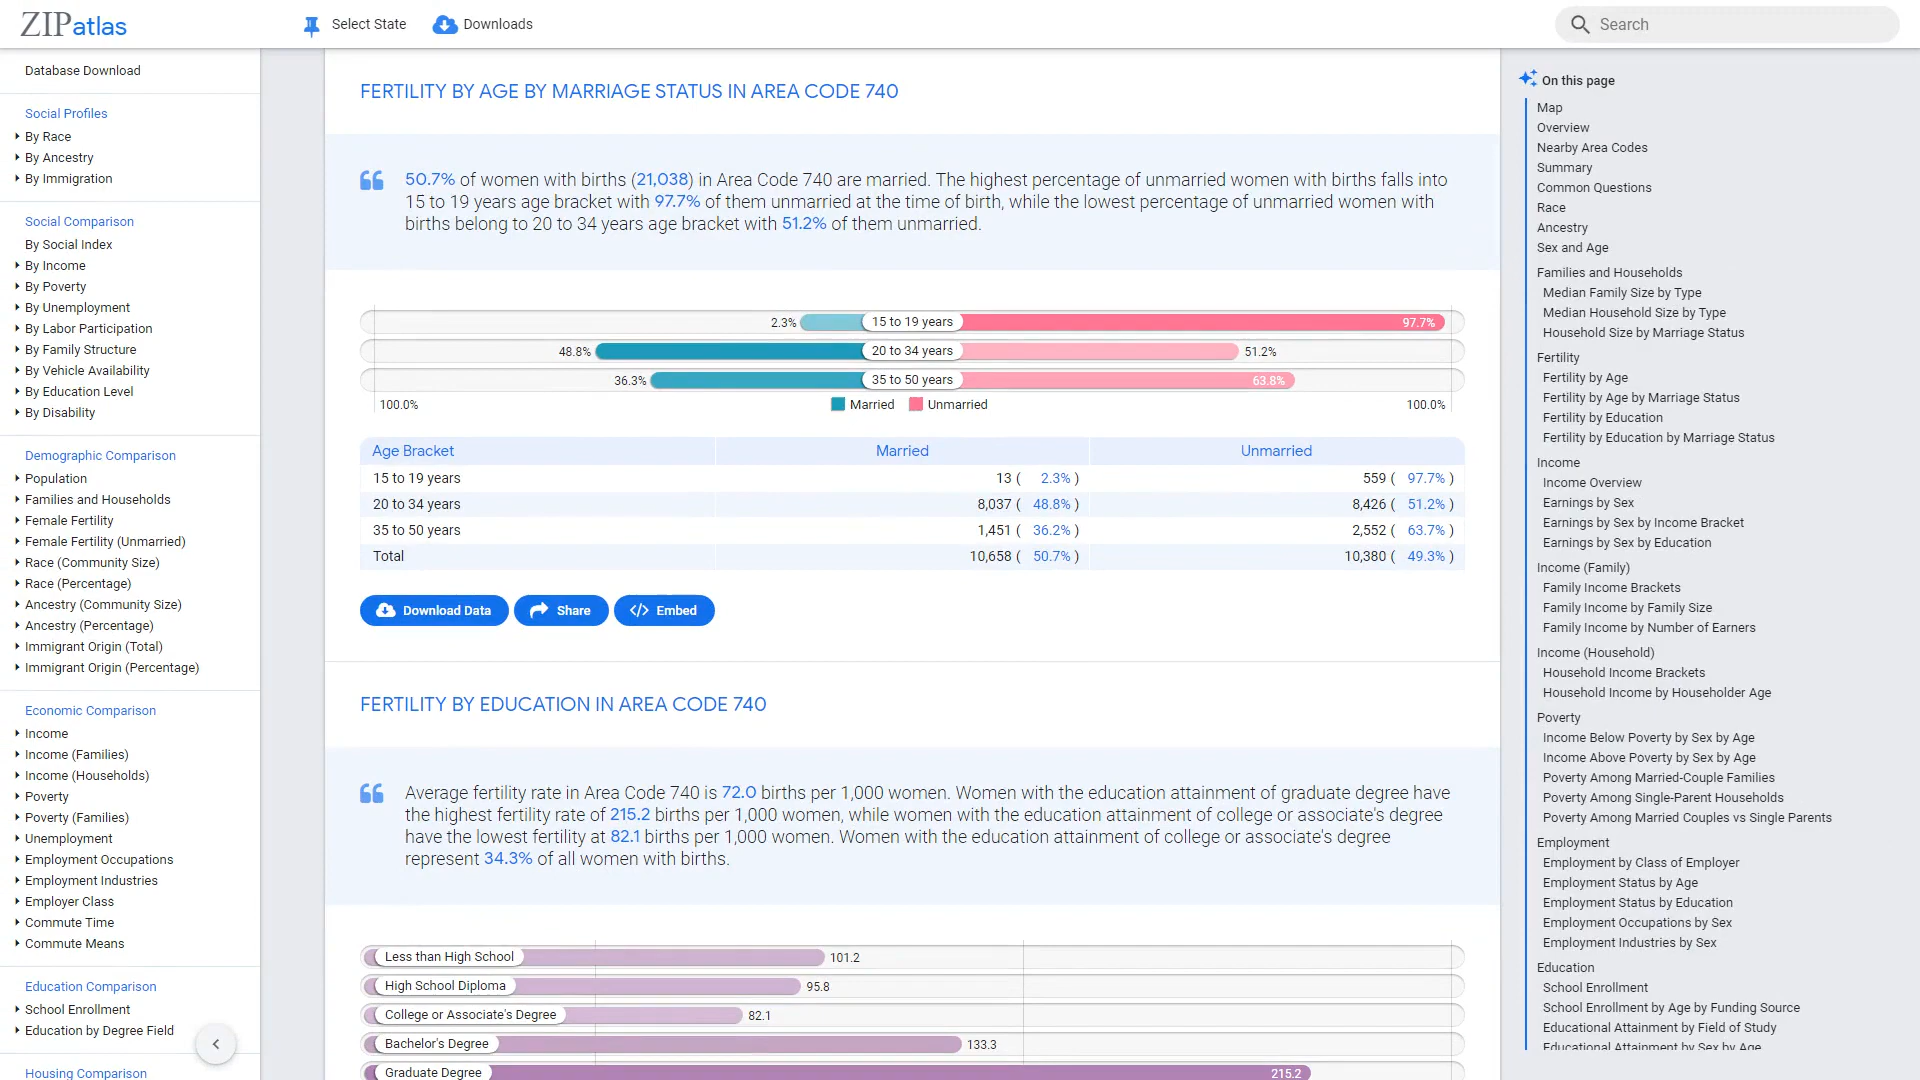 ZIPatlas
Select State
Downloads
Search
Database Download
Social Profiles
By Race
By Ancestry
By Immigration
Social Comparison
By Social Index
By Income
By Poverty
By Unemployment
By Labor Participation
By Family Structure
By Vehicle Availability
By Education Level
By Disability
Demographic Comparison
Population
Families and Households
Female Fertility
Female Fertility (Unmarried)
Race (Community Size)
Race (Percentage)
Ancestry (Community Size)
Ancestry (Percentage)
Immigrant Origin (Total)
Immigrant Origin (Percentage)
Economic Comparison
Income
Income (Families)
Income (Households)
Poverty
Poverty (Families)
Unemployment
Employment Occupations
Employment Industries
Employer Class
Commute Time
Commute Means
Education Comparison
School Enrollment
Education by Degree Field
Housing Comparison
FERTILITY BY AGE BY MARRIAGE STATUS IN AREA CODE 740
50.7% of women with births (21,038) in Area Code 740 are married. The highest percentage of unmarried women with births falls into
15 to 19 years age bracket with 97.7% of them unmarried at the time of birth, while the lowest percentage of unmarried women with
births belong to 20 to 34 years age bracket with 51.2% of them unmarried.
2.3% 15 to 19 years 97.7%
48.8% 20 to 34 years 51.2%
36.3% 35 to 50 years 63.8%
100.0% Married Unmarried 100.0%
Age Bracket Married Unmarried
15 to 19 years 13 ( 2.3% ) 559 ( 97.7% )
20 to 34 years 8,037 ( 48.8% ) 8,426 ( 51.2% )
35 to 50 years 1,451 ( 36.2% ) 2,552 ( 63.7% )
Total 10,658 ( 50.7% ) 10,380 ( 49.3% )
Download Data
Share
Embed
FERTILITY BY EDUCATION IN AREA CODE 740
Average fertility rate in Area Code 740 is 72.0 births per 1,000 women. Women with the education attainment of graduate degree have
the highest fertility rate of 215.2 births per 1,000 women, while women with the education attainment of college or associate's degree
have the lowest fertility at 82.1 births per 1,000 women. Women with the education attainment of college or associate's degree
represent 34.3% of all women with births.
Less than High School 101.2
High School Diploma 95.8
College or Associate's Degree 82.1
Bachelor's Degree 133.3
Graduate Degree 215.2
On this page
Map
Overview
Nearby Area Codes
Summary
Common Questions
Race
Ancestry
Sex and Age
Families and Households
Median Family Size by Type
Median Household Size by Type
Household Size by Marriage Status
Fertility
Fertility by Age
Fertility by Age by Marriage Status
Fertility by Education
Fertility by Education by Marriage Status
Income
Income Overview
Earnings by Sex
Earnings by Sex by Income Bracket
Earnings by Sex by Education
Income (Family)
Family Income Brackets
Family Income by Family Size
Family Income by Number of Earners
Income (Household)
Household Income Brackets
Household Income by Householder Age
Poverty
Income Below Poverty by Sex by Age
Income Above Poverty by Sex by Age
Poverty Among Married-Couple Families
Poverty Among Single-Parent Households
Poverty Among Married Couples vs Single Parents
Employment
Employment by Class of Employer
Employment Status by Age
Employment Status by Education
Employment Occupations by Sex
Employment Industries by Sex
Education
School Enrollment
School Enrollment by Age by Funding Source
Educational Attainment by Field of Study
Educational Attainment by Sex by Age